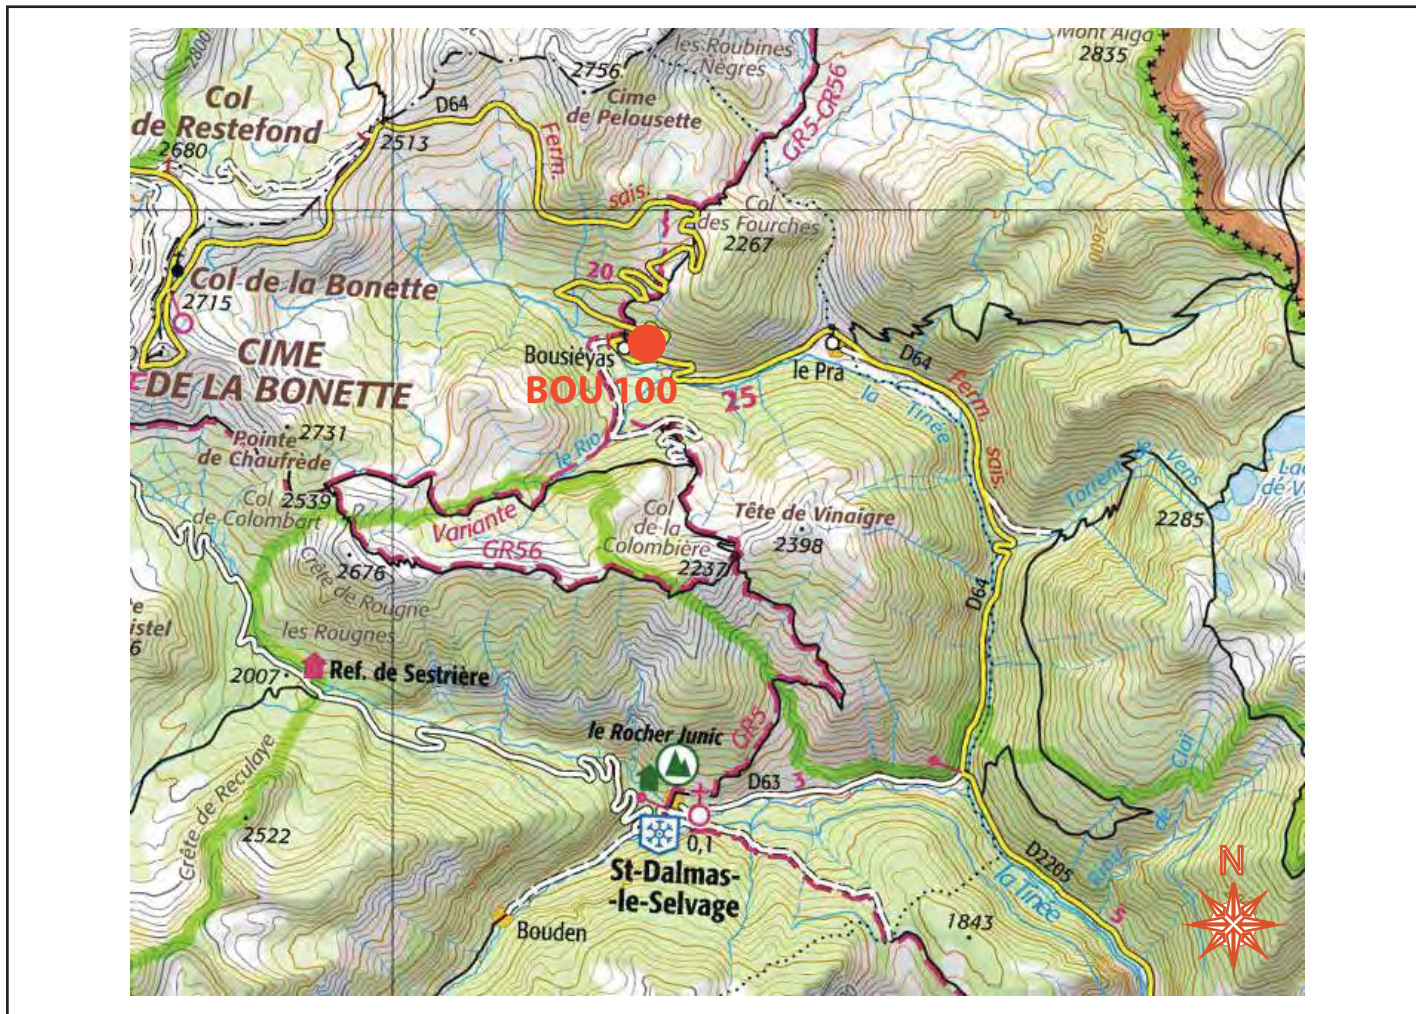 les Roubines
Nègres
Mont Aiga
2835
2800
2756
Cime
de Pelousette
GR5-GR56
Col
de Restefond
2680
D64
2513
Ferm.
sais.
Col
des Fourches
2267
2600
20
Col de la Bonette
2715
CIME
DE LA BONETTE
Bousiéyas
BOU 100
le Pra
D64
Ferm.
sais.
25
la Tinée
2731
Pointe
de Chaufrède
le Rio
Torrent de Vens
2285
2539
Col
de Colombart
Variante
GR56
Col
de la
Colombière
2237
Tête de Vinaigre
2398
2676
Crête de Rougne
les Rougnes
D64
istel
6
2007
Ref. de Sestrière
le Rocher Junic
GR5
D63
3
Crête de Reculaye
2522
0,1
St-Dalmas-
-le-Selvage
Bouden
D2205
la Tinée
5
1843
N